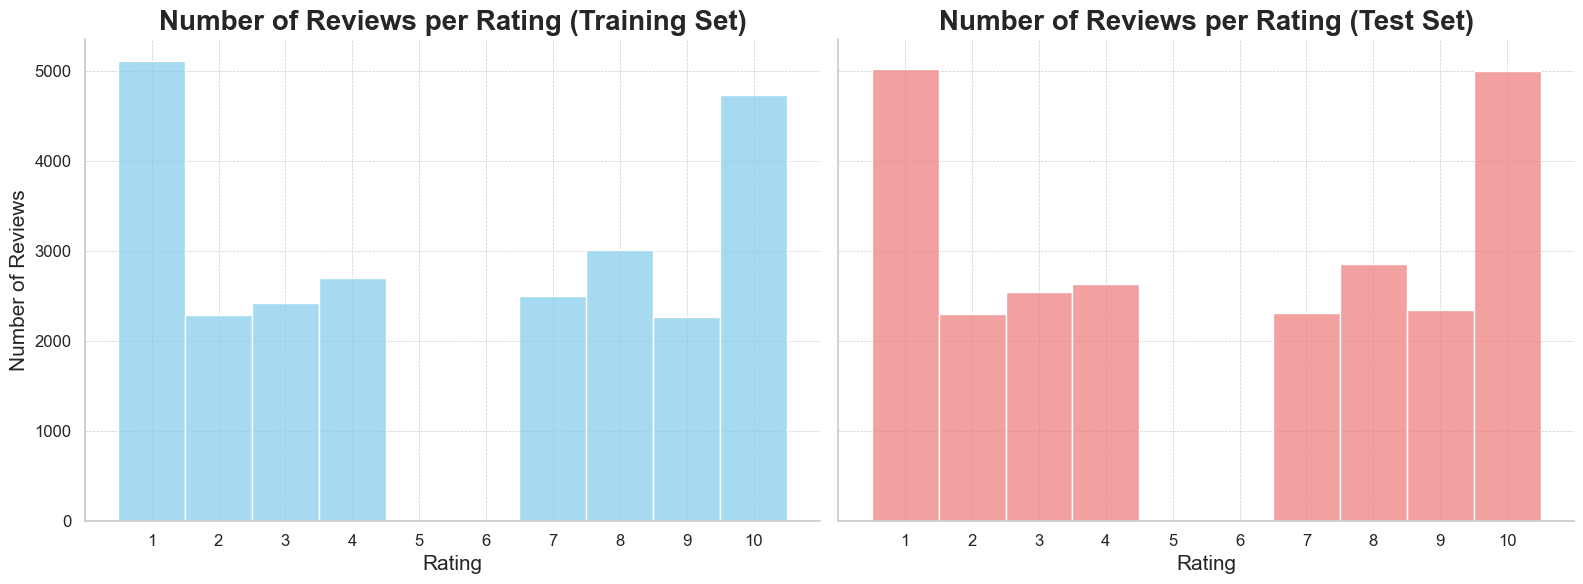 Number of Reviews per Rating (Training Set)
Number of Reviews
5000
4000
3000
2000
1000
0
1 2 3 4 5 6 7 8 9 10
Rating
Number of Reviews per Rating (Test Set)
1 2 3 4 5 6 7 8 9 10
Rating